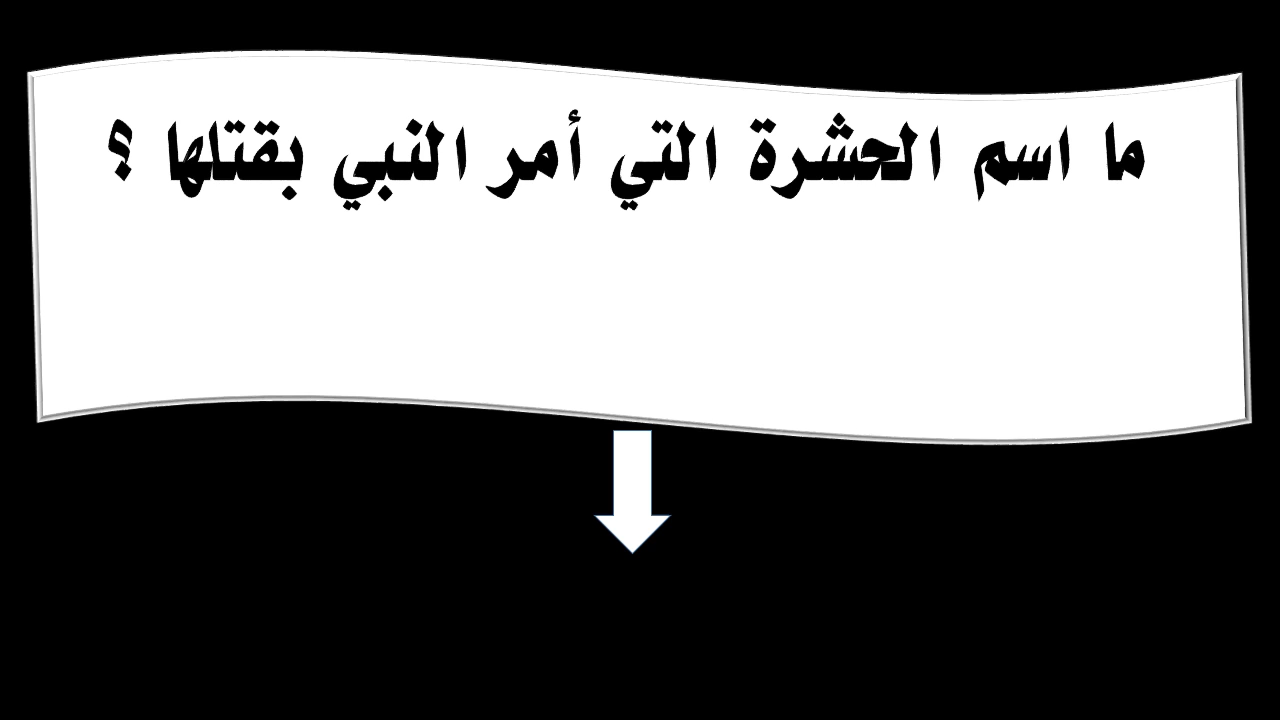 ما اسم الحشرة التي أمر النبي بقتلها ؟